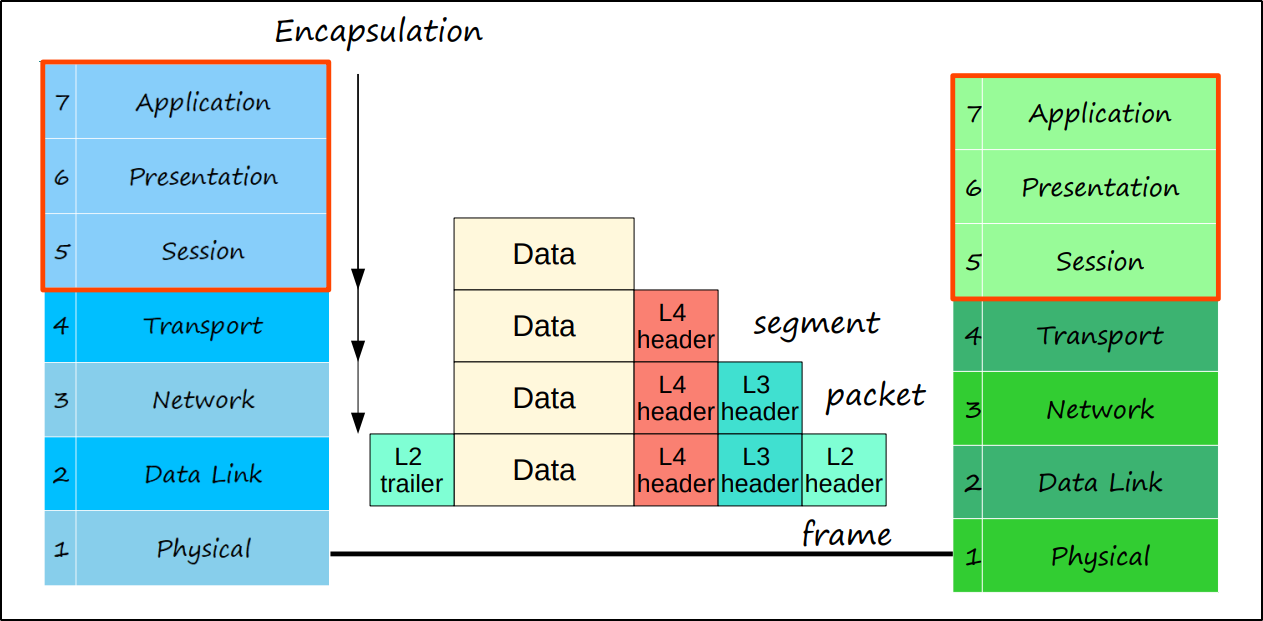 Encapsulation
7 Application
6 Presentation
5 Session
4 Transport
3 Network
2 Data Link
1 Physical
Data
Data
L4
header
segment
Data
L4
header
L3
header
packet
L2
trailer
Data
L4
header
L3
header
L2
header
frame
7 Application
6 Presentation
5 Session
4 Transport
3 Network
2 Data Link
1 Physical